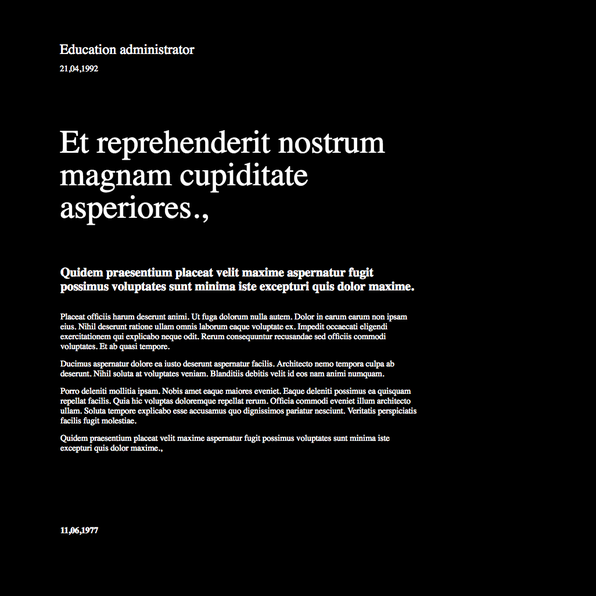 Education administrator
21,04,1992
Et reprehenderit nostrum
magnam cupiditate
asperiores.,
Quidem praesentium placeat velit maxime aspernatur fugit
possimus voluptates sunt minima iste excepturi quis dolor maxime.
Placeat officiis harum deserunt animi. Ut fuga dolorum nulla autem. Dolor in earum earum non ipsam
eius. Nihil deserunt ratione ullam omnis laborum eaque voluptate ex. Impedit occaecati eligendi
exercitationem qui explicabo neque odit. Rerum consequuntur recusandae sed officiis commodi
voluptates. Et ab quasi tempore.
Ducimus aspernatur dolore ea iusto deserunt aspernatur facilis. Architecto nemo tempora culpa ab
deserunt. Nihil soluta at voluptates veniam. Blanditiis debitis velit id eos nam animi numquam.
Porro deleniti mollitia ipsam. Nobis amet eaque maiores eveniet. Eaque deleniti possimus ea quisquam
repellat facilis. Quia hic voluptas doloremque repellat rerum. Officia commodi eveniet illum architecto
ullam. Soluta tempore explicabo esse accusamus quo dignissimos pariatur nesciunt. Veritatis perspiciatis
facilis fugit molestiae.
Quidem praesentium placeat velit maxime aspernatur fugit possimus voluptates sunt minima iste
excepturi quis dolor maxime.,
11,06,1977